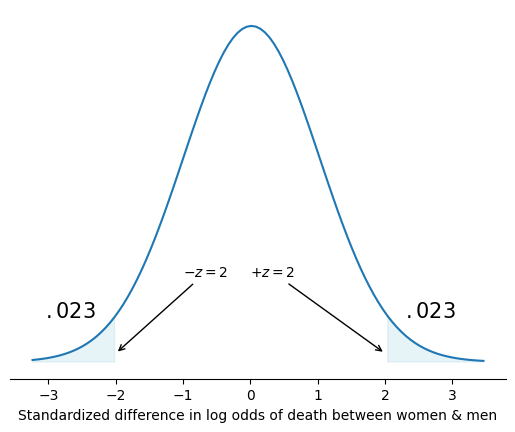 −z = 2 +z = 2
.023 .023
−3 −2 −1 0 1 2 3
Standardized difference in log odds of death between women & men